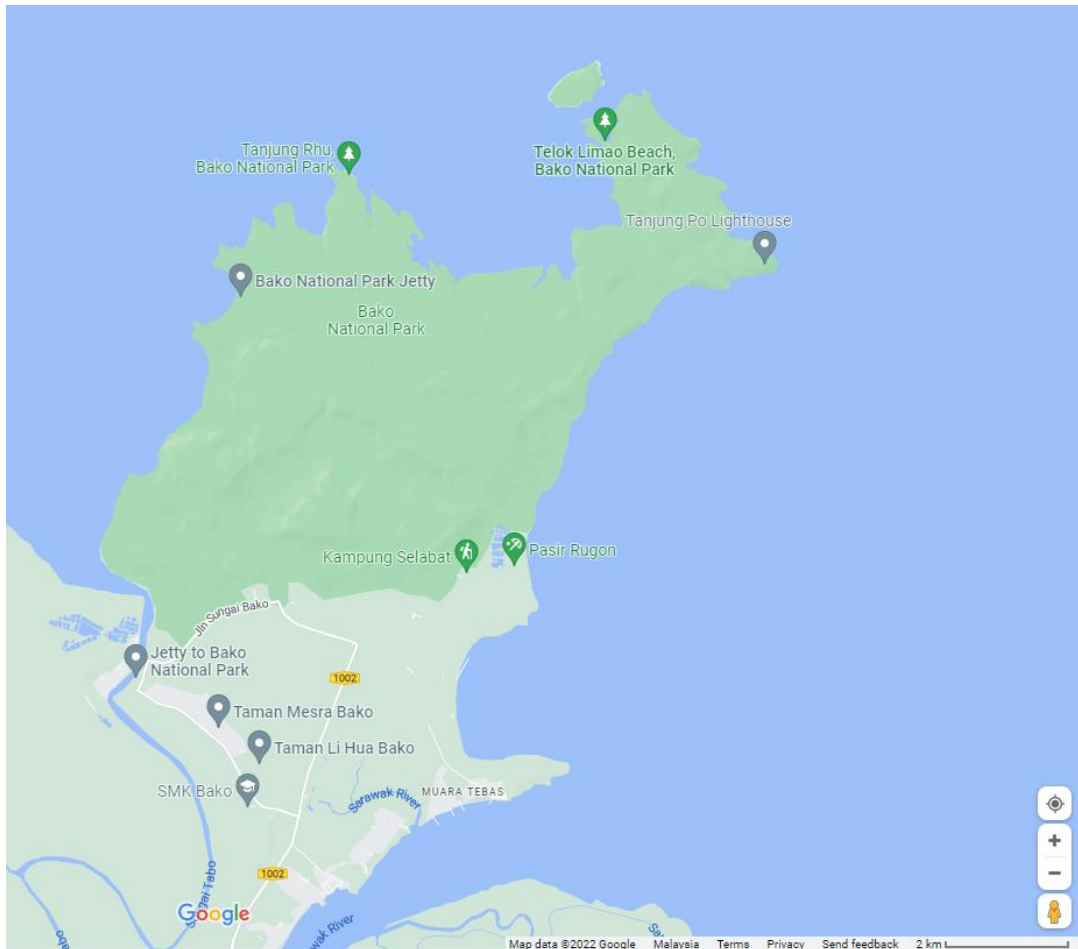 Tanjung Rhu,
Bako National Park
Telok Limao Beach,
Bako National Park
Tanjung Po Lighthouse
Bako National Park Jetty
Bako
National Park
Kampung Selabat
Pasir Rugon
Jln Sungai Bako
Jetty to Bako
National Park
1002
Taman Mesra Bako
Taman Li Hua Bako
SMK Bako
MUARA TEBAS
Sarawak River
1002
Sungai Tabo
Google
Map data ©2022 Google Malaysia Terms Privacy Send feedback 2 km